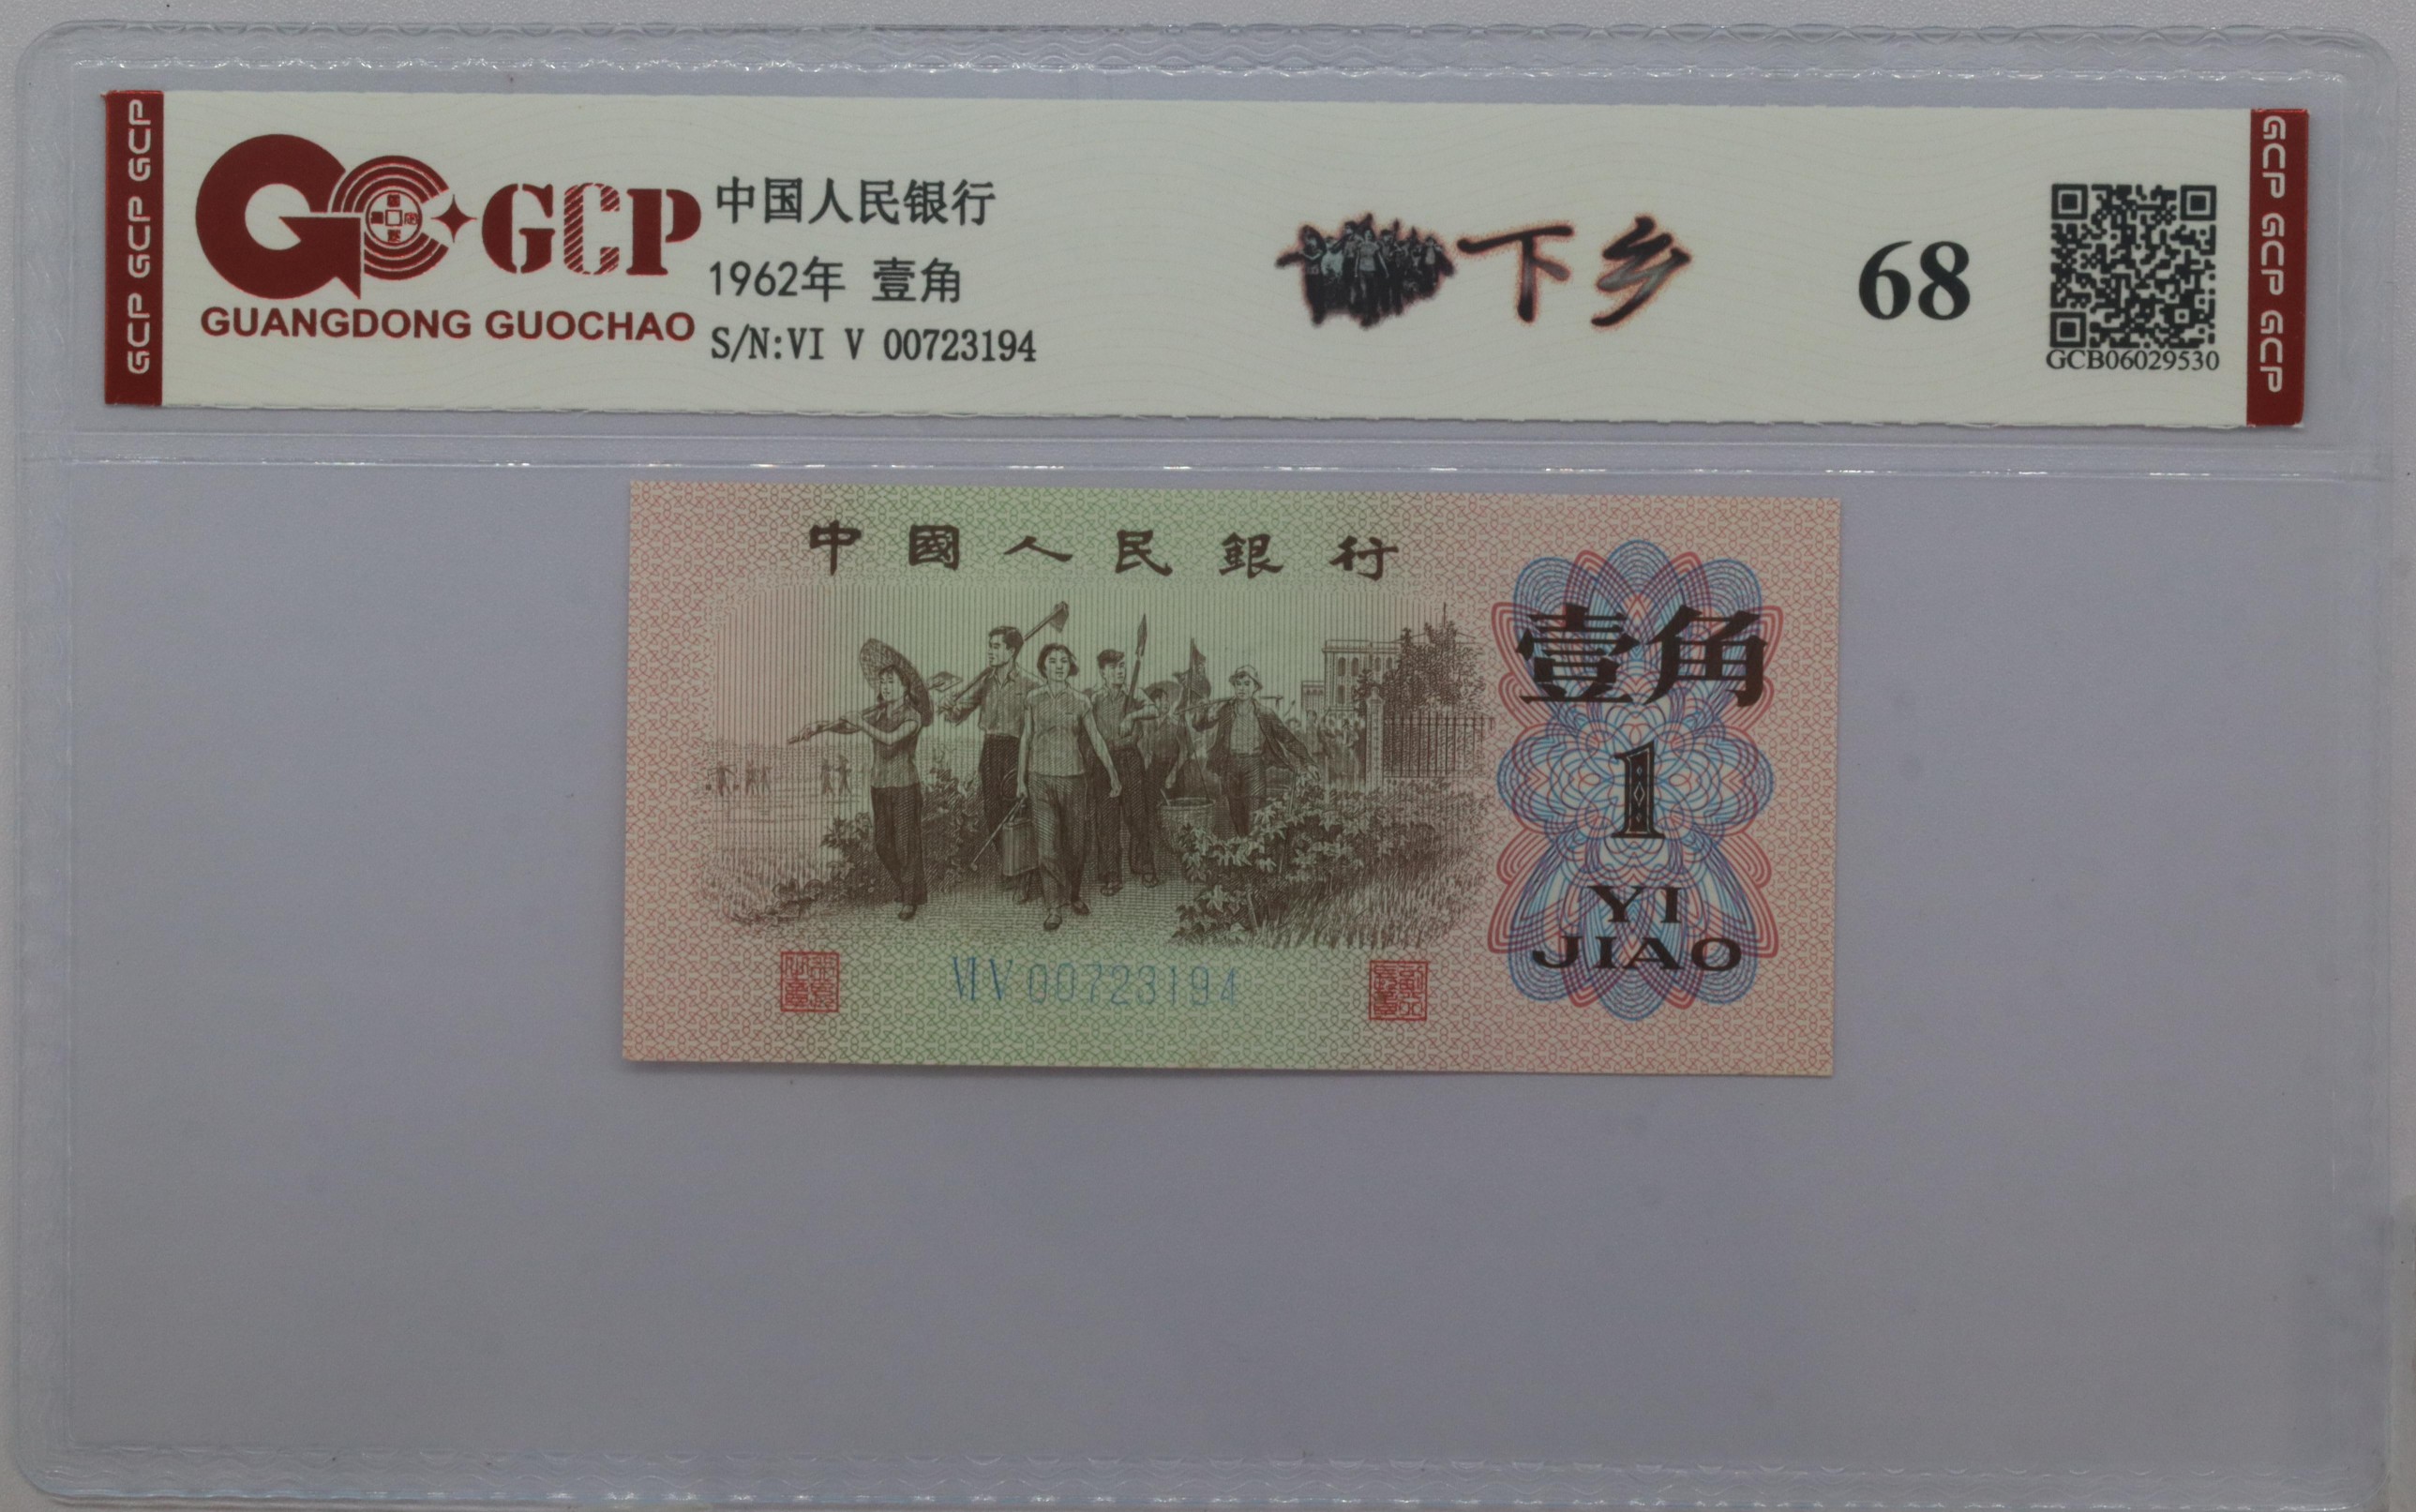 GCP GCP GCP
GCP
GUANGDONG GUOCHAO
中国人民银行
1962年 壹角
S/N:VI V 00723194
下乡
68
GCB06029530
GCP GCP GCP
中國人民銀行
壹角
1
YI
JIAO
VI V 00723194